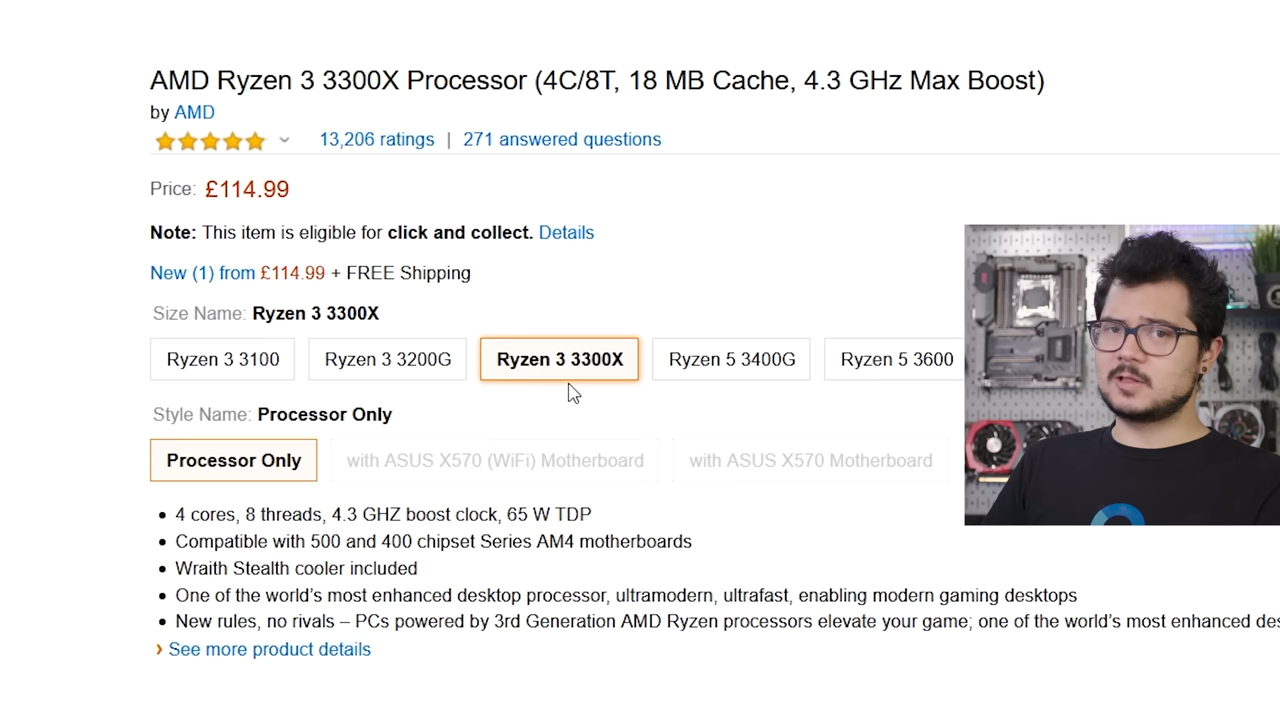 AMD Ryzen 3 3300X Processor (4C/8T, 18 MB Cache, 4.3 GHz Max Boost)
by AMD
13,206 ratings | 271 answered questions
Price: £114.99
Note: This item is eligible for click and collect. Details
New (1) from £114.99 + FREE Shipping
Size Name: Ryzen 3 3300X
Ryzen 3 3100 Ryzen 3 3200G Ryzen 3 3300X Ryzen 5 3400G Ryzen 5 3600
Style Name: Processor Only
Processor Only with ASUS X570 (WiFi) Motherboard with ASUS X570 Motherboard
• 4 cores, 8 threads, 4.3 GHZ boost clock, 65 W TDP
• Compatible with 500 and 400 chipset Series AM4 motherboards
• Wraith Stealth cooler included
• One of the world’s most enhanced desktop processor, ultramodern, ultrafast, enabling modern gaming desktops
• New rules, no rivals – PCs powered by 3rd Generation AMD Ryzen processors elevate your game; one of the world’s most enhanced des
› See more product details